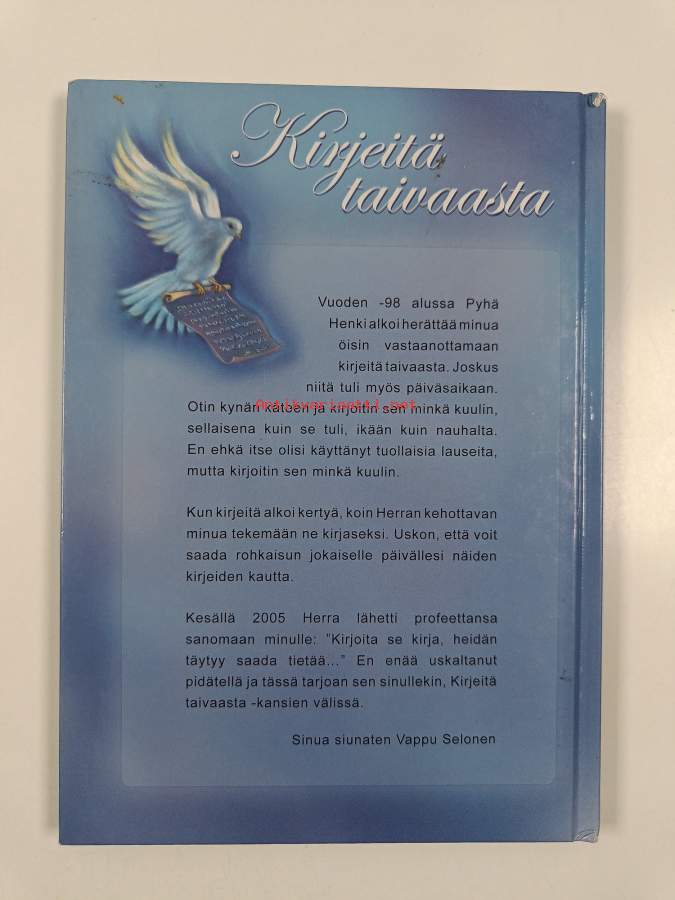 Kirjeitä
taivaasta
Vuoden -98 alussa Pyhä
Henki alkoi herättää minua
öisin vastaanottamaan
kirjeitä taivaasta. Joskus
niitä tuli myös päiväsaikaan.
Otin kynän käteen ja kirjoitin sen minkä kuulin,
Antikvariaatti.net
sellaisena kuin se tuli, ikään kuin nauhalta.
En ehkä itse olisi käyttänyt tuollaisia lauseita,
mutta kirjoitin sen minkä kuulin.
Kun kirjeitä alkoi kertyä, koin Herran kehottavan
minua tekemään ne kirjaseksi. Uskon, että voit
saada rohkaisun jokaiselle päivällesi näiden
kirjeiden kautta.
Kesällä 2005 Herra lähetti profeettansa
sanomaan minulle: ”Kirjoita se kirja, heidän
täytyy saada tietää...” En enää uskaltanut
pidätellä ja tässä tarjoan sen sinullekin, Kirjeitä
taivaasta -kansien välissä.
Sinua siunaten Vappu Selonen